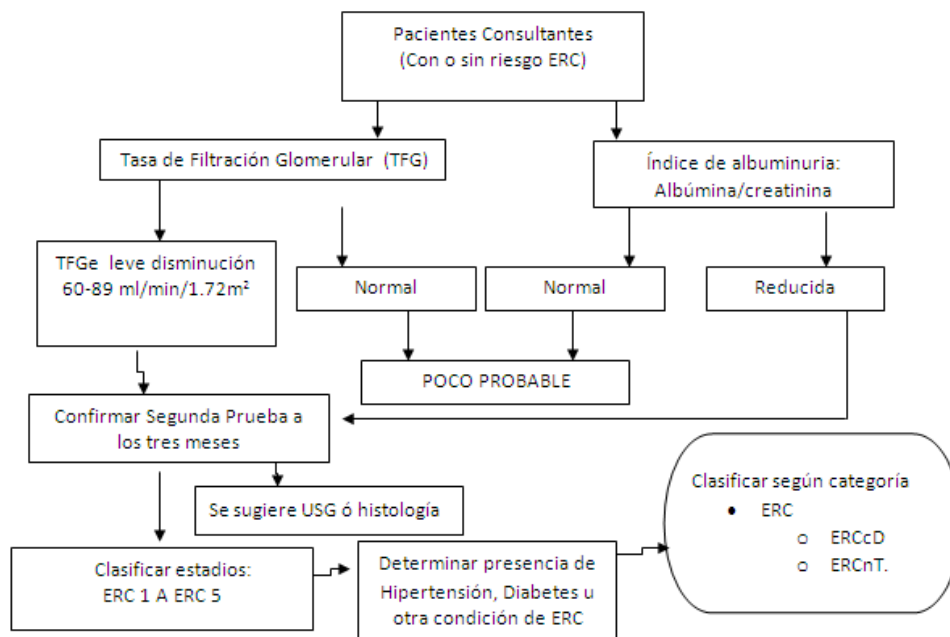 Pacientes Consultantes
(Con o sin riesgo ERC)
Tasa de Filtración Glomerular (TFG)
Índice de albuminuria:
Albúmina/creatinina
TFGe leve disminución
60-89 ml/min/1.72m²
Normal
Normal
Reducida
POCO PROBABLE
Confirmar Segunda Prueba a
los tres meses
Se sugiere USG ó histología
Clasificar estadios:
ERC 1 A ERC 5
Determinar presencia de
Hipertensión, Diabetes u
otra condición de ERC
Clasificar según categoría
● ERC
o ERCcD
o ERCnT.